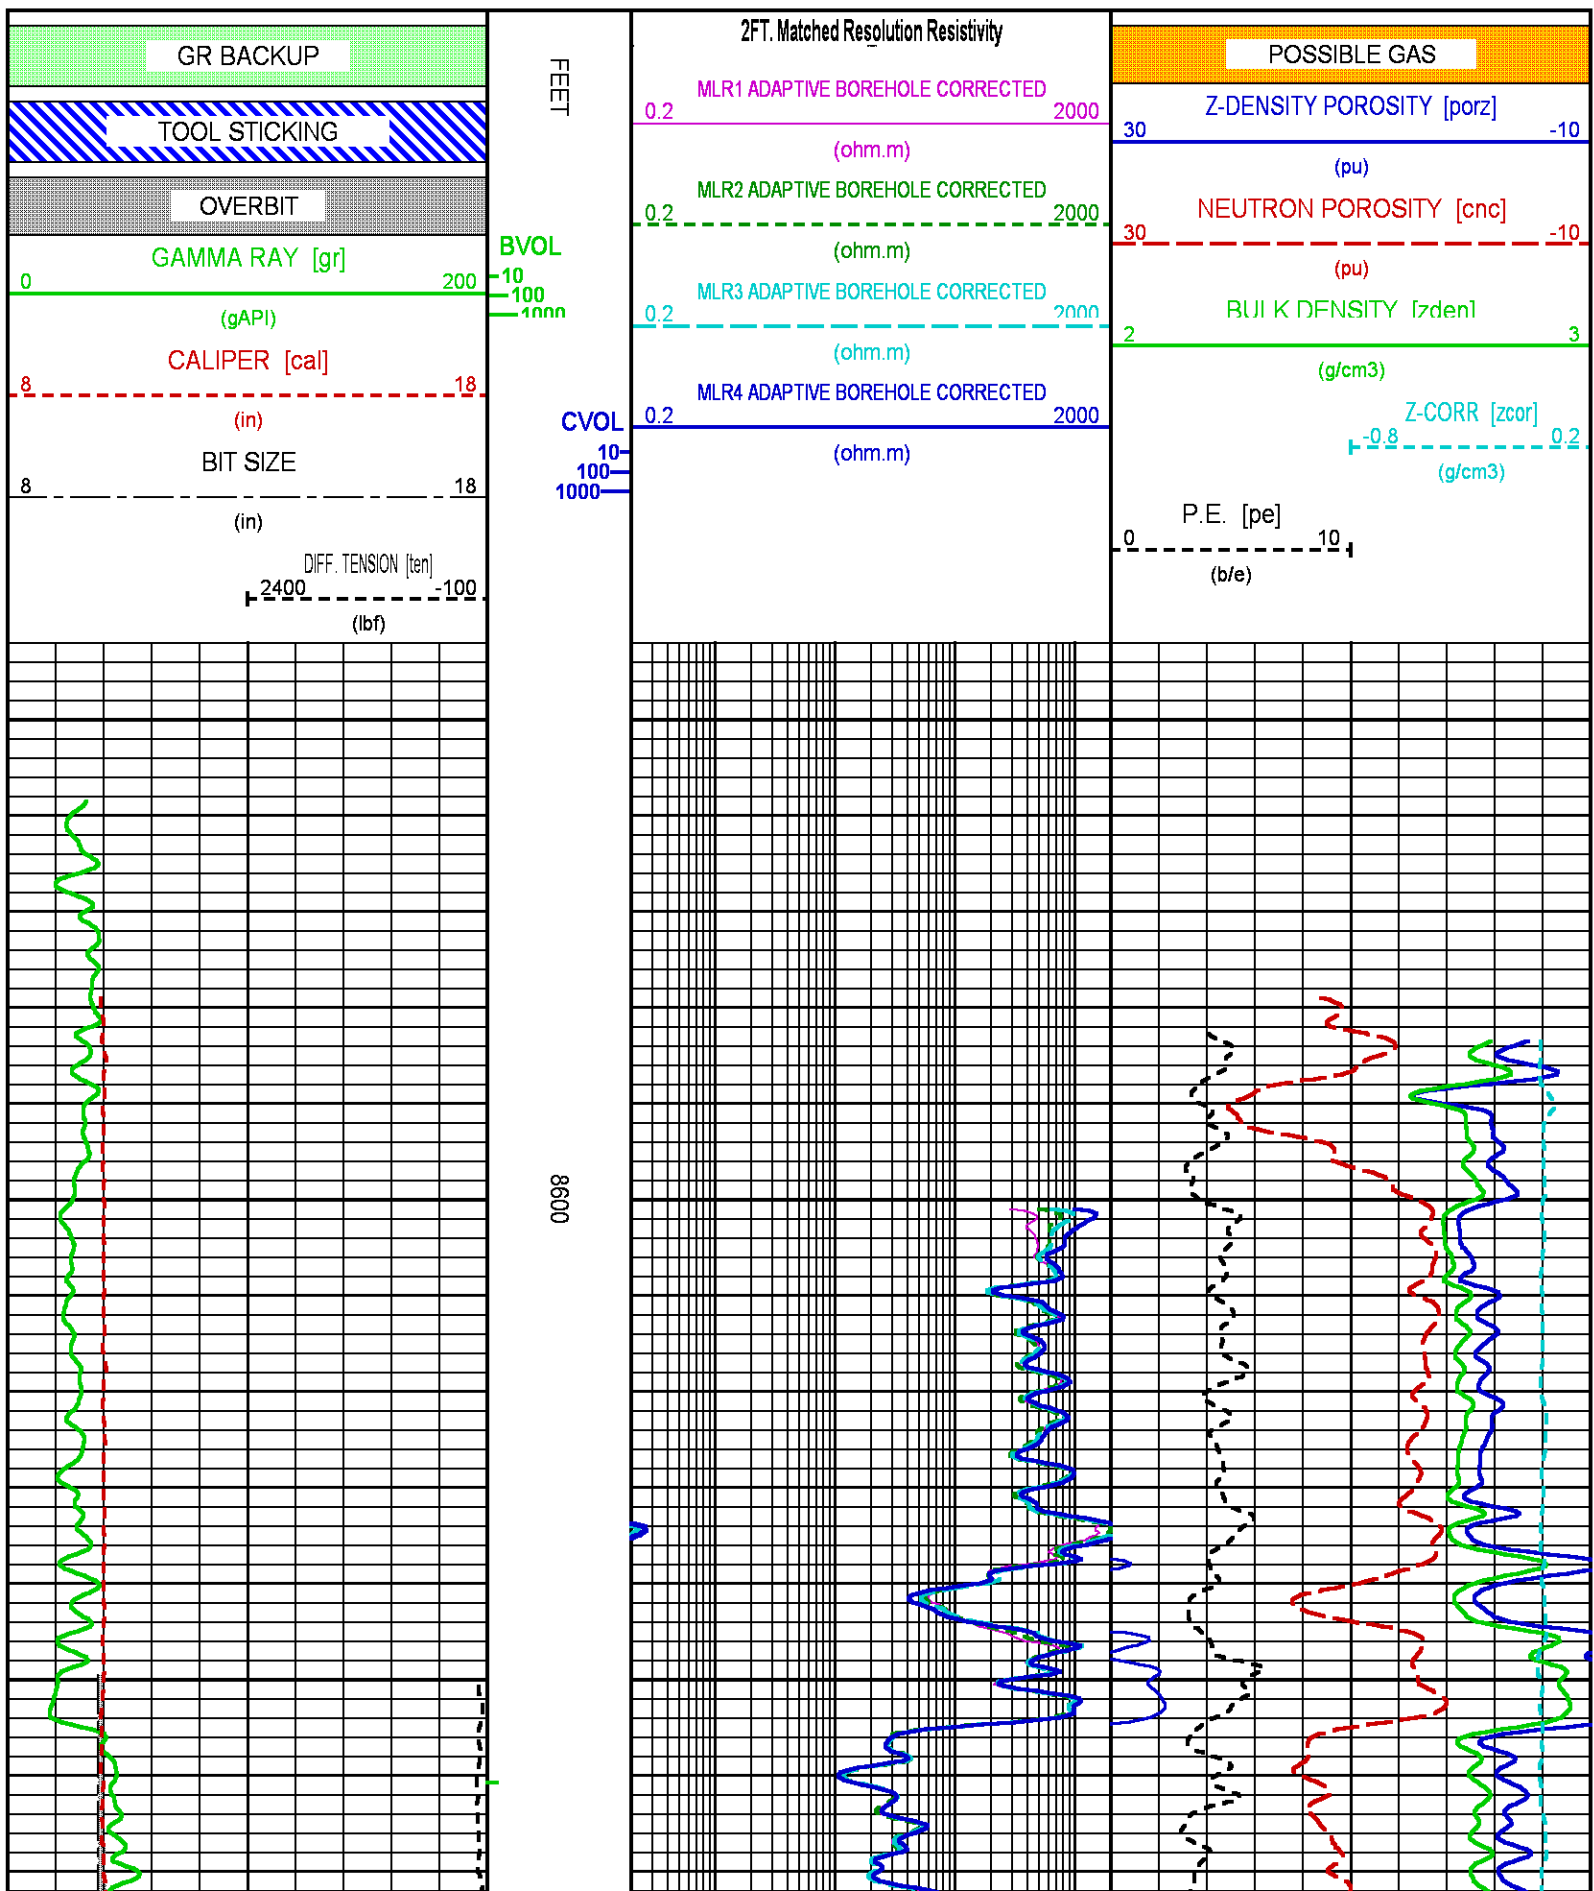 GR BACKUP
TOOL STICKING
OVERBIT
GAMMA RAY [gr]
0 200
(gAPI)
CALIPER [cal]
8 18
(in)
BIT SIZE
8 18
(in)
DIFF. TENSION [ten]
2400 -100
(lbf)
FEET
BVOL
10
100
1000
CVOL
10
100
1000
8600
2FT. Matched Resolution Resistivity
MLR1 ADAPTIVE BOREHOLE CORRECTED
0.2 2000
(ohm.m)
MLR2 ADAPTIVE BOREHOLE CORRECTED
0.2 2000
(ohm.m)
MLR3 ADAPTIVE BOREHOLE CORRECTED
0.2 2000
(ohm.m)
MLR4 ADAPTIVE BOREHOLE CORRECTED
0.2 2000
(ohm.m)
POSSIBLE GAS
Z-DENSITY POROSITY [porz]
30 -10
(pu)
NEUTRON POROSITY [cnc]
30 -10
(pu)
BULK DENSITY [zden]
2 3
(g/cm3)
Z-CORR [zcor]
-0.8 0.2
(g/cm3)
P.E. [pe]
0 10
(b/e)